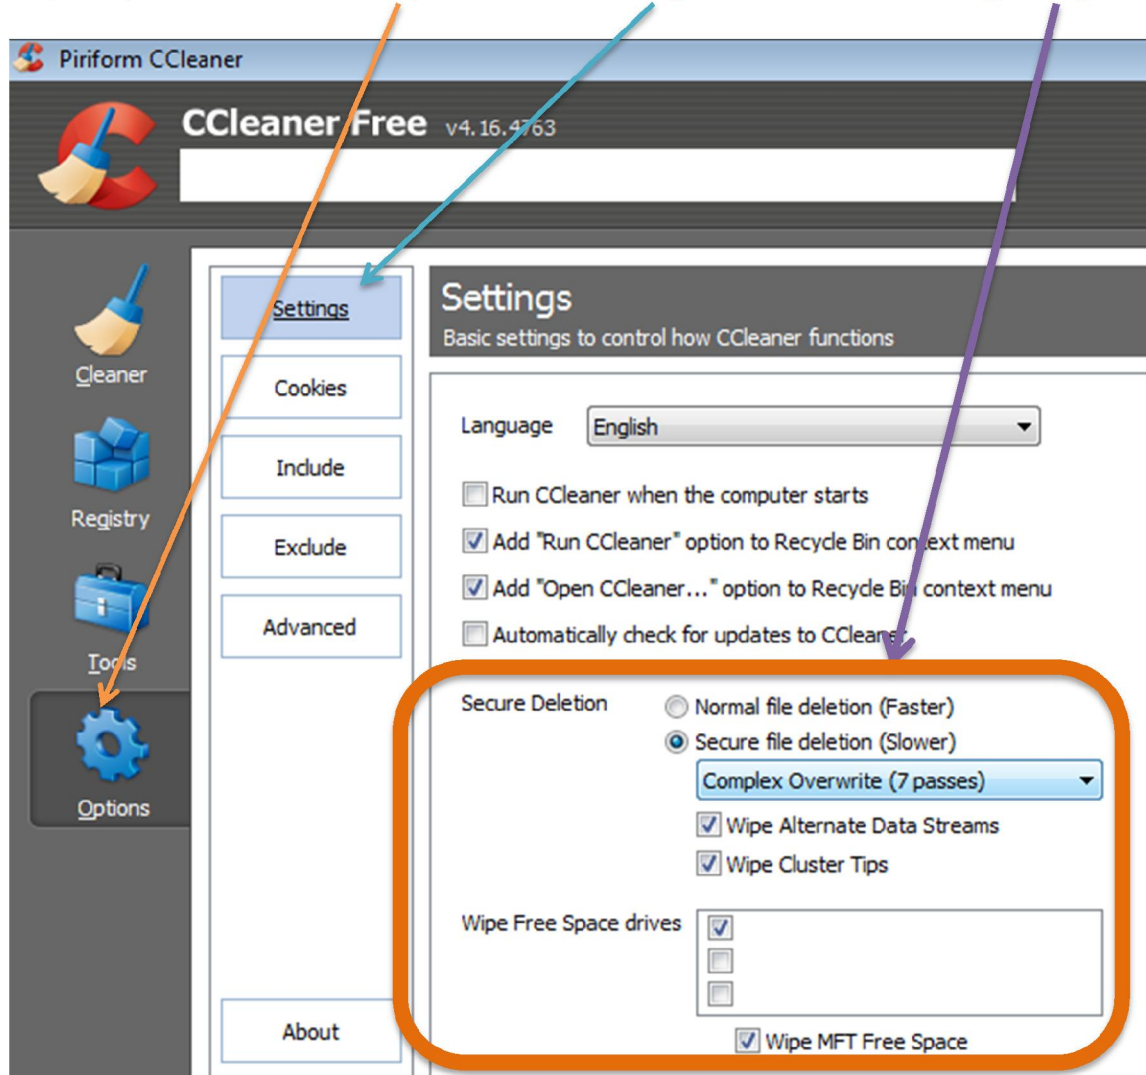 Piriform CCleaner
CCleaner Free v4.16.4763
Cleaner
Registry
Tools
Options
Settings
Cookies
Include
Exclude
Advanced
About
Settings
Basic settings to control how CCleaner functions
Language English
Run CCleaner when the computer starts
Add "Run CCleaner" option to Recycle Bin context menu
Add "Open CCleaner..." option to Recycle Bin context menu
Automatically check for updates to CCleaner
Secure Deletion Normal file deletion (Faster)
Secure file deletion (Slower)
Complex Overwrite (7 passes)
Wipe Alternate Data Streams
Wipe Cluster Tips
Wipe Free Space drives
Wipe MFT Free Space